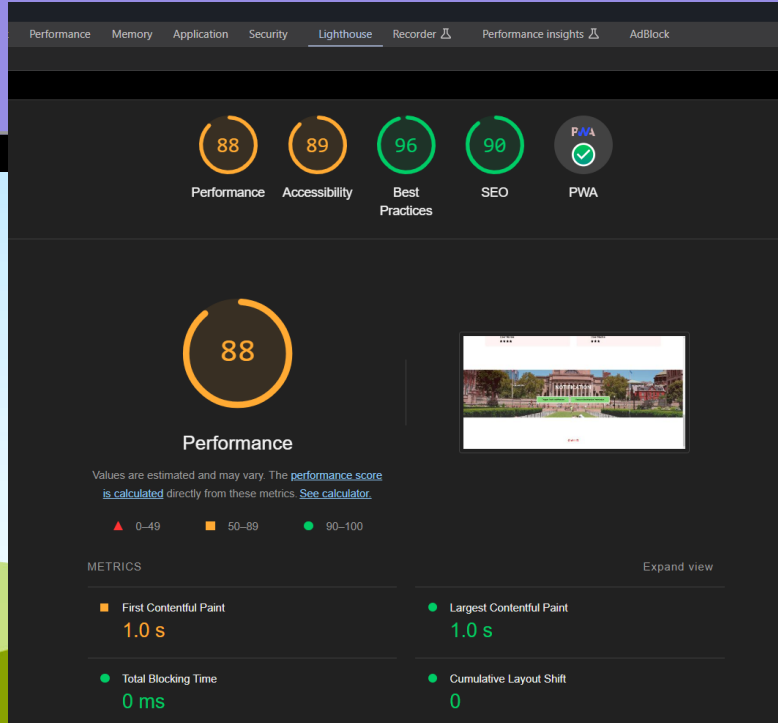 Performance Memory Application Security Lighthouse Recorder Performance insights AdBlock
88 89 96 90 PWA
Performance Accessibility Best Practices SEO PWA
88
Performance
Values are estimated and may vary. The performance score
is calculated directly from these metrics. See calculator.
0–49 50–89 90–100
METRICS Expand view
First Contentful Paint Largest Contentful Paint
1.0 s 1.0 s
Total Blocking Time Cumulative Layout Shift
0 ms 0